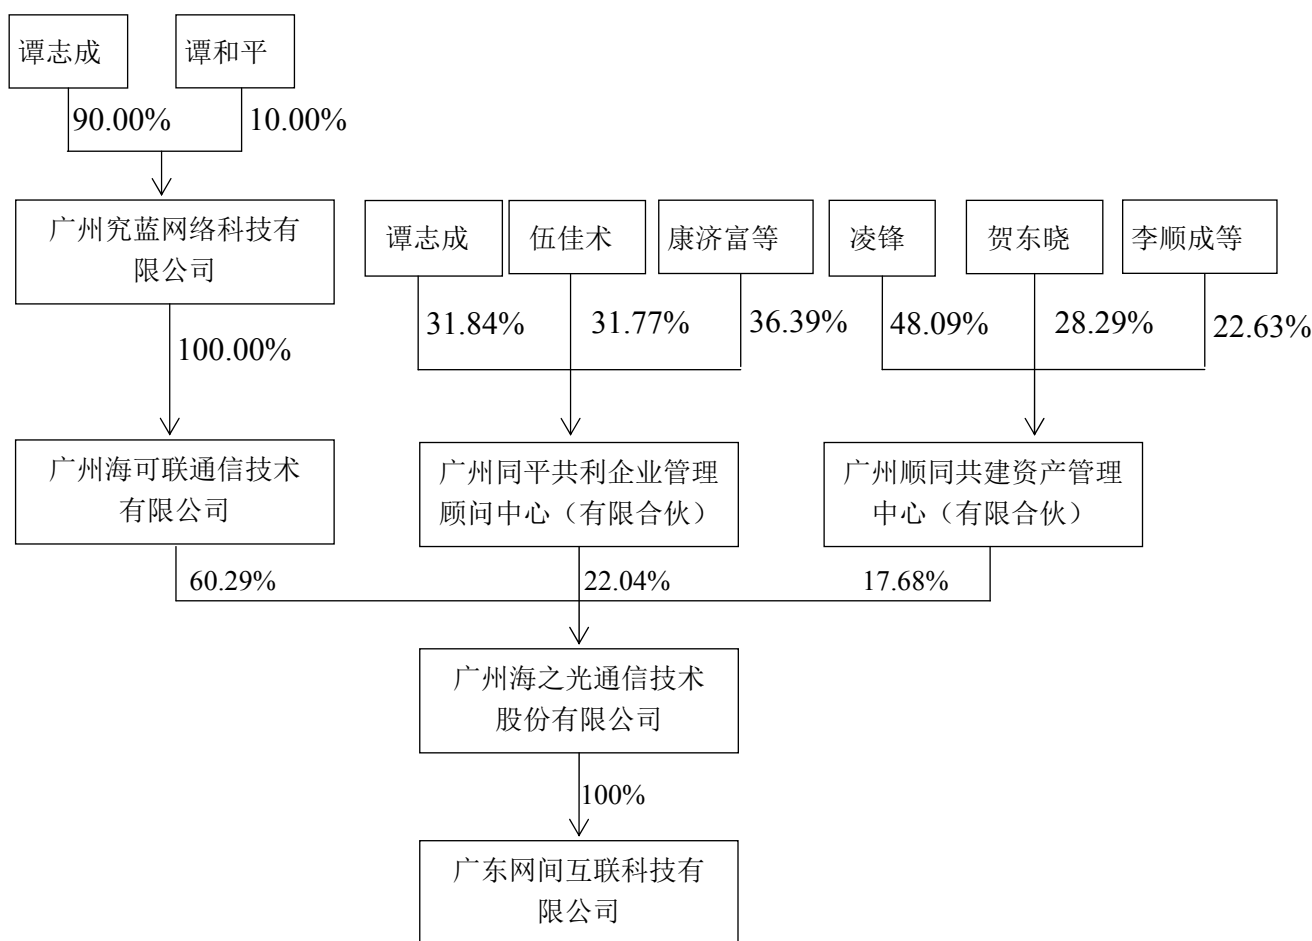 谭志成
谭和平
90.00%
10.00%
广州究蓝网络科技有
限公司
谭志成
伍佳术
康济富等
凌锋
贺东晓
李顺成等
31.84%
31.77%
36.39%
48.09%
28.29%
22.63%
100.00%
广州海可联通信技术
有限公司
广州同平共利企业管理
顾问中心（有限合伙）
广州顺同共建资产管理
中心（有限合伙）
60.29%
22.04%
17.68%
广州海之光通信技术
股份有限公司
100%
广东网间互联科技有
限公司